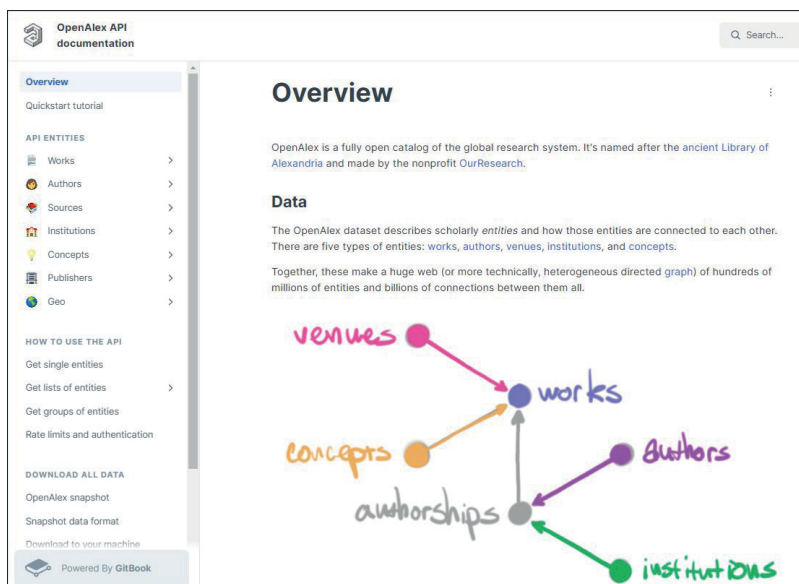 OpenAlex API
documentation
Search...
Overview
Quickstart tutorial
API ENTITIES
Works
Authors
Sources
Institutions
Concepts
Publishers
Geo
HOW TO USE THE API
Get single entities
Get lists of entities
Get groups of entities
Rate limits and authentication
DOWNLOAD ALL DATA
OpenAlex snapshot
Snapshot data format
Download to your machine
Powered By GitBook
Overview
OpenAlex is a fully open catalog of the global research system. It's named after the ancient Library of
Alexandria and made by the nonprofit OurResearch.
Data
The OpenAlex dataset describes scholarly entities and how those entities are connected to each other.
There are five types of entities: works, authors, venues, institutions, and concepts.
Together, these make a huge web (or more technically, heterogeneous directed graph) of hundreds of
millions of entities and billions of connections between them all.
venues
works
concepts
authors
authorships
institutions